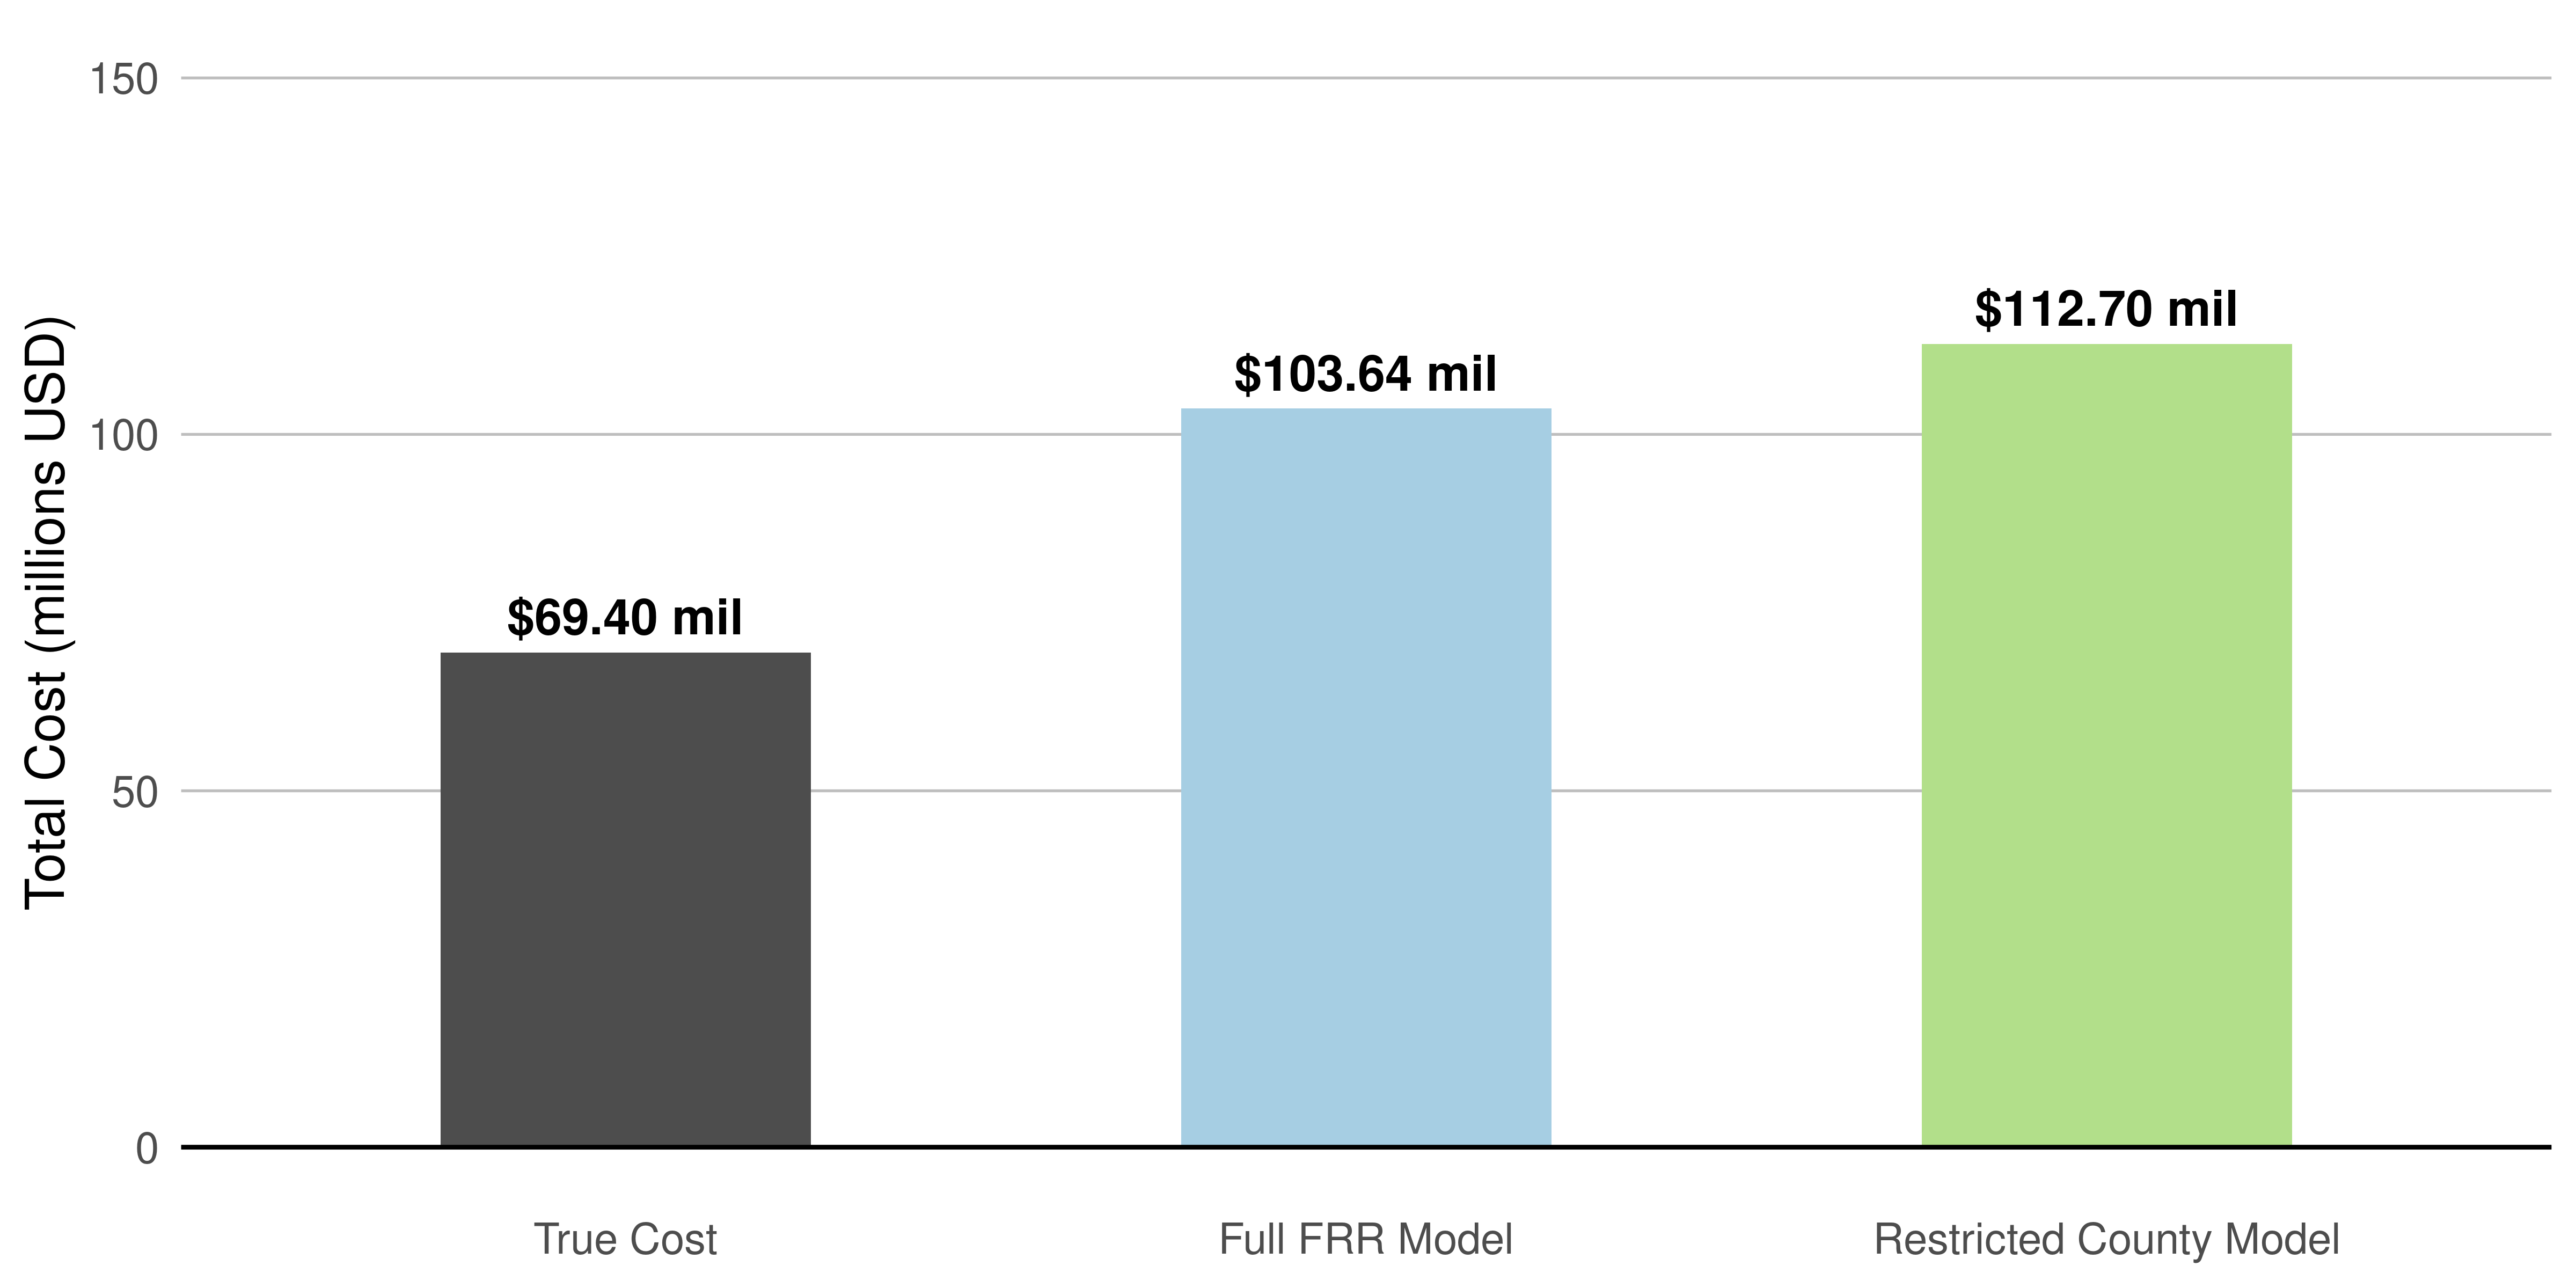 Total Cost (millions USD)
150
100
50
0
$69.40 mil
$103.64 mil
$112.70 mil
True Cost
Full FRR Model
Restricted County Model